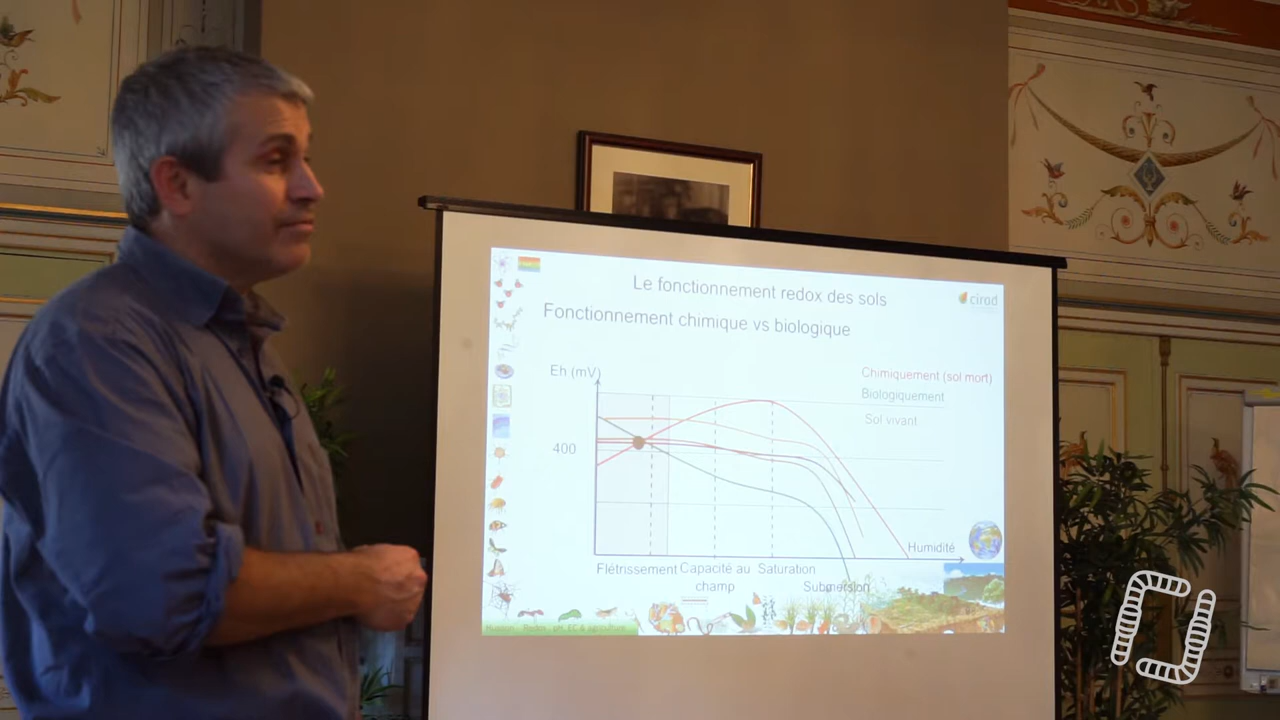 Le fonctionnement redox des sols
cirad
Fonctionnement chimique vs biologique
Eh (mV)
Chimiquement (sol mort)
Biologiquement
Sol vivant
400
Humidité
Flétrissement Capacité au champ Saturation
Submersion